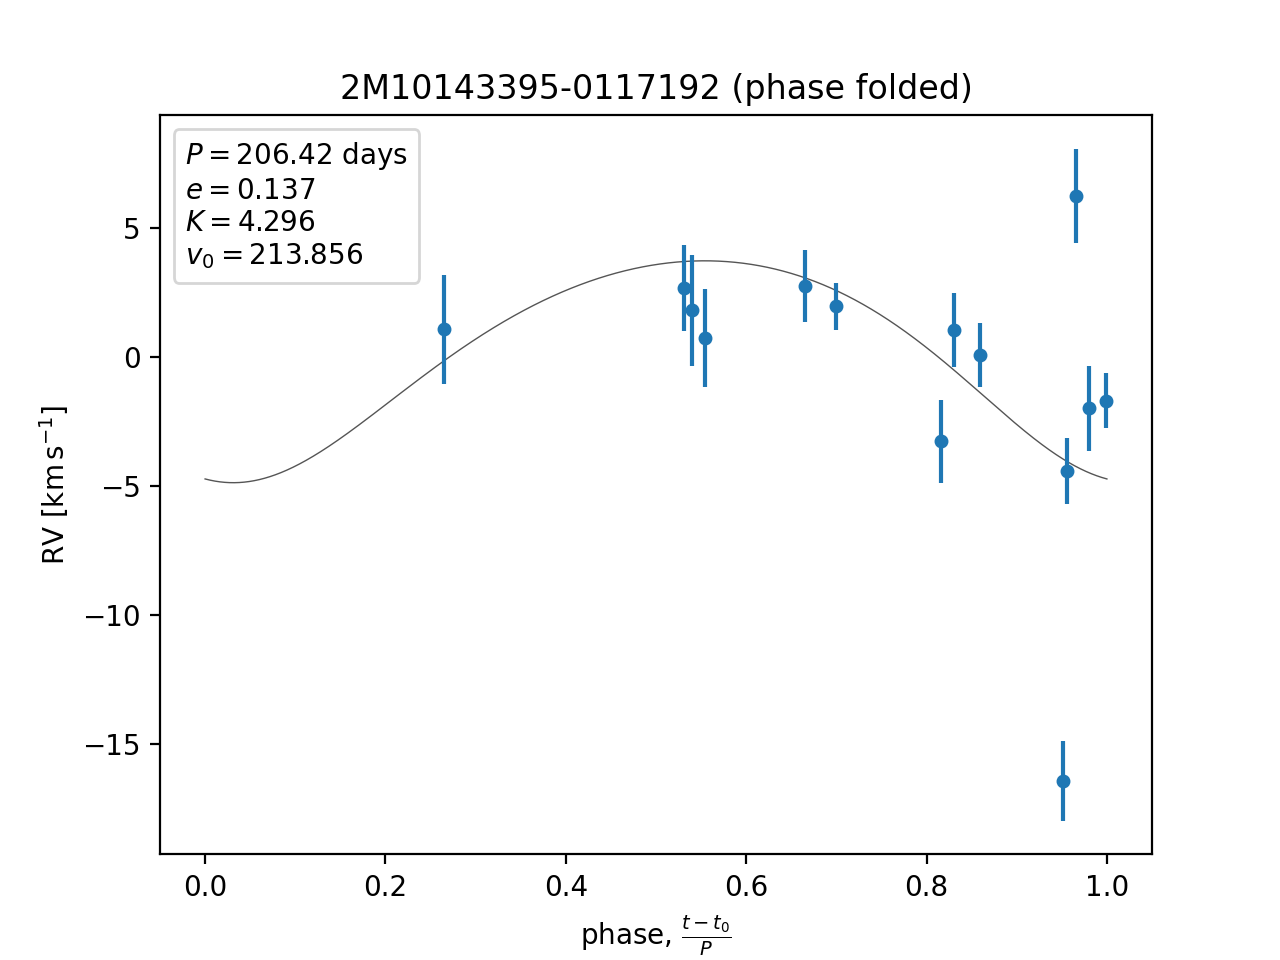 2M10143395-0117192 (phase folded)
P = 206.42 days
e = 0.137
K = 4.296
v₀ = 213.856
RV [km s⁻¹]
5
0
−5
−10
−15
0.0 0.2 0.4 0.6 0.8 1.0
phase, (t − t₀)/P